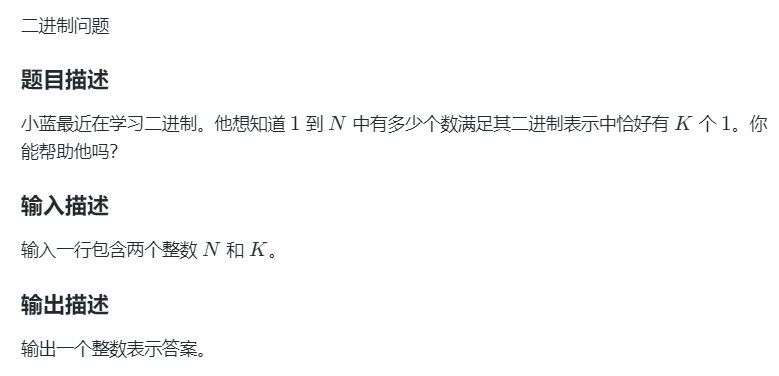 二进制问题
题目描述
小蓝最近在学习二进制。他想知道 1 到 N 中有多少个数满足其二进制表示中恰好有 K 个 1。你
能帮助他吗？
输入描述
输入一行包含两个整数 N 和 K。
输出描述
输出一个整数表示答案。